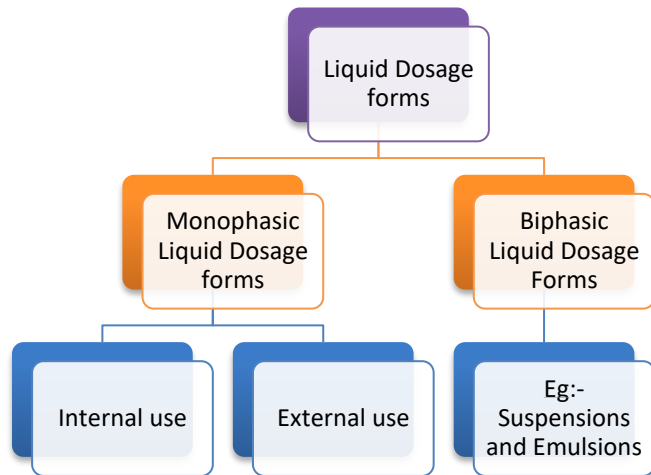 Liquid Dosage
forms
Monophasic
Liquid Dosage
forms
Biphasic
Liquid Dosage
Forms
Internal use
External use
Eg:-
Suspensions
and Emulsions